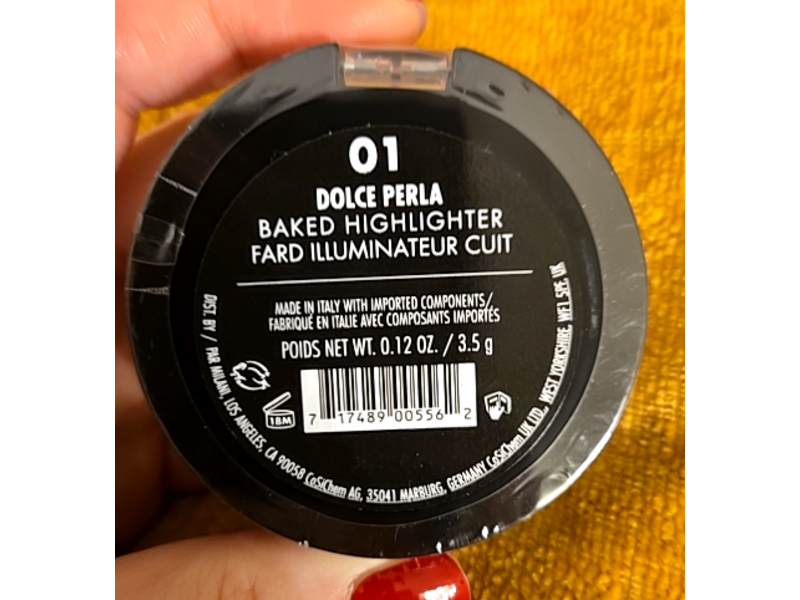 01
DOLCE PERLA
BAKED HIGHLIGHTER
FARD ILLUMINATEUR CUIT
MADE IN ITALY WITH IMPORTED COMPONENTS/
FABRIQUÉ EN ITALIE AVEC COMPOSANTS IMPORTÉS
POIDS NET WT. 0.12 OZ. / 3.5 g
18M
7 17489 00556 2
DIST. BY / PAR MILANI, LOS ANGELES, CA 90058 CoSiChem AG, 35041 MARBURG, GERMANY CoSiChem UK LTD., WEST YORKSHIRE, WF1 5PE, UK